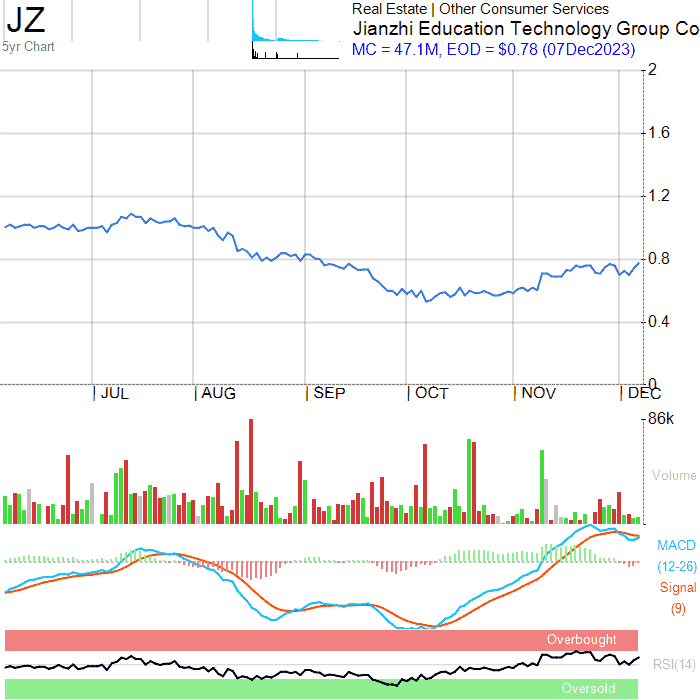 JZ
5yr Chart
Real Estate | Other Consumer Services
Jianzhi Education Technology Group Co
MC = 47.1M, EOD = $0.78 (07Dec2023)
2
1.6
1.2
0.8
0.4
0
JUL AUG SEP OCT NOV DEC
86k
Volume
MACD
(12-26)
Signal
(9)
Overbought
RSI(14)
Oversold